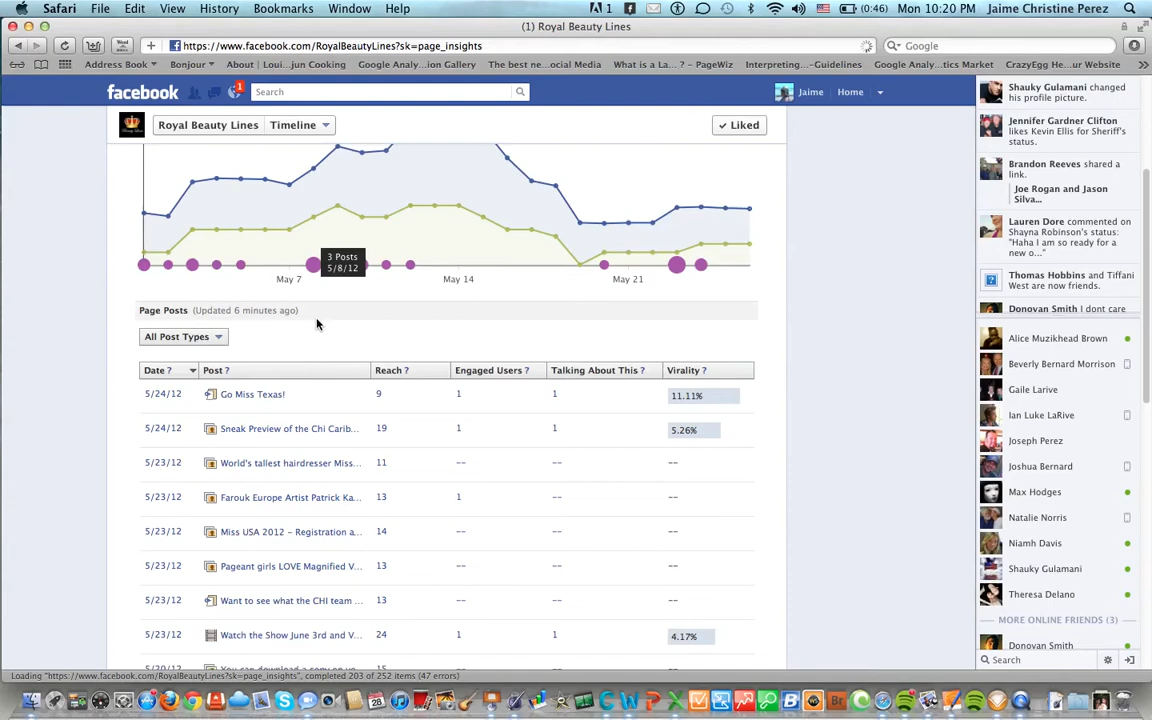 Safari File Edit View History Bookmarks Window Help 1 (0:46) Mon 10:20 PM Jaime Christine Perez
(1) Royal Beauty Lines
https://www.facebook.com/RoyalBeautyLines?sk=page_insights Google
Address Book Bonjour About | Loui...jun Cooking Google Analy...ion Gallery The best ne...ocial Media What is a La... ? - PageWiz Interpreting...-Guidelines Google Analy...tics Market CrazyEgg He...ur Website
facebook 1 Search Jaime Home
Royal Beauty Lines Timeline Liked
3 Posts
5/8/12
May 7 May 14 May 21
Page Posts (Updated 6 minutes ago)
All Post Types
Date ? Post ? Reach ? Engaged Users ? Talking About This ? Virality ?
5/24/12 Go Miss Texas! 9 1 1 11.11%
5/24/12 Sneak Preview of the Chi Carib... 19 1 1 5.26%
5/23/12 World's tallest hairdresser Miss... 11 -- -- --
5/23/12 Farouk Europe Artist Patrick Ka... 13 1 -- --
5/23/12 Miss USA 2012 – Registration a... 14 -- -- --
5/23/12 Pageant girls LOVE Magnified V... 13 -- -- --
5/23/12 Want to see what the CHI team ... 13 -- -- --
5/23/12 Watch the Show June 3rd and V... 24 1 1 4.17%
Shauky Gulamani changed
his profile picture.
Jennifer Gardner Clifton
likes Kevin Ellis for Sheriff's
status.
Brandon Reeves shared a
link.
Joe Rogan and Jason
Silva...
Lauren Dore commented on
Shayna Robinson's status:
"Haha I am so ready for a
new o..."
Thomas Hobbins and Tiffani
West are now friends.
Donovan Smith I dont care
Alice Muzikhead Brown
Beverly Bernard Morrison
Gaile Larive
Ian Luke LaRive
Joseph Perez
Joshua Bernard
Max Hodges
Natalie Norris
Niamh Davis
Shauky Gulamani
Theresa Delano
MORE ONLINE FRIENDS (3)
Donovan Smith
Search
Loading "https://www.facebook.com/RoyalBeautyLines?sk=page_insights", completed 203 of 252 items (47 errors)